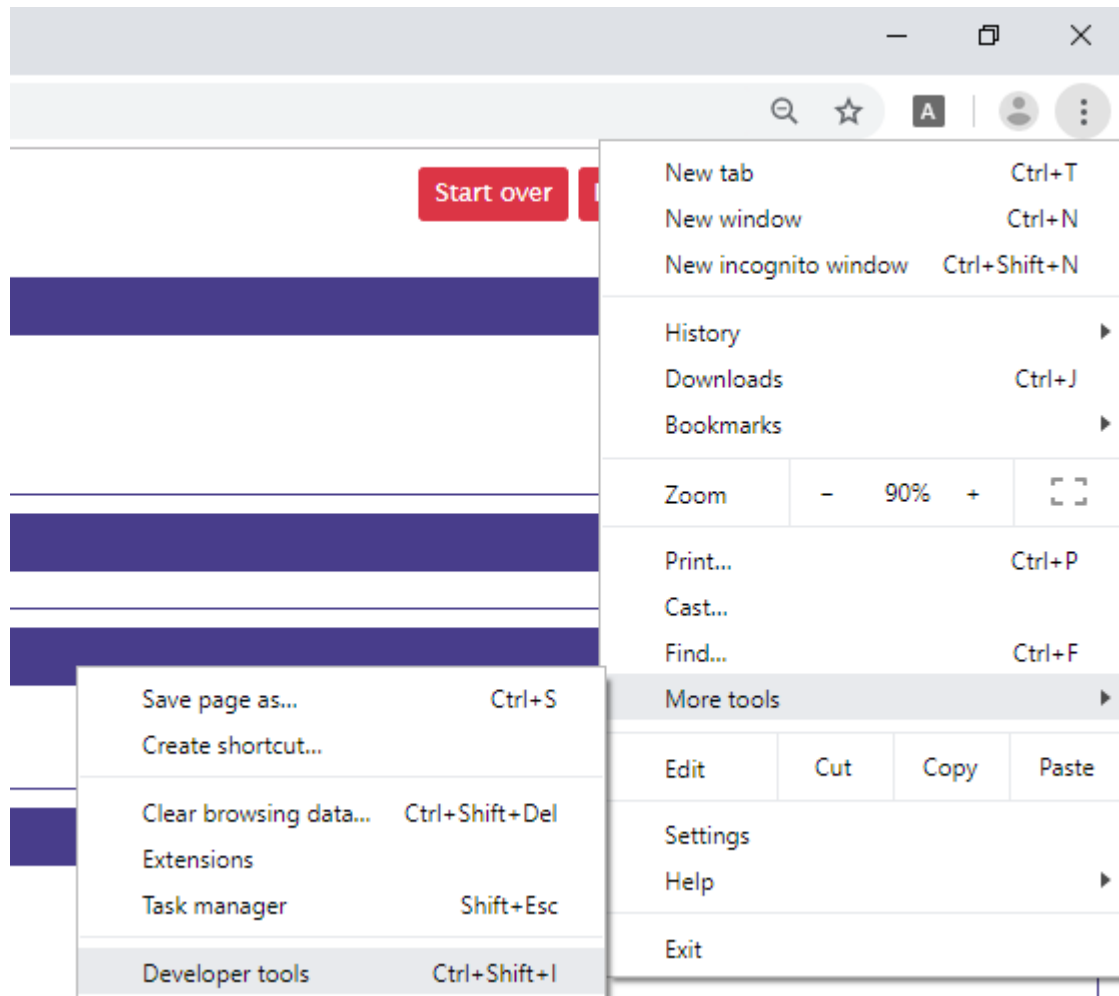 A
Start over
New tab Ctrl+T
New window Ctrl+N
New incognito window Ctrl+Shift+N
History
Downloads Ctrl+J
Bookmarks
Zoom - 90% +
Print... Ctrl+P
Cast...
Find... Ctrl+F
More tools
Edit Cut Copy Paste
Settings
Help
Exit
Save page as... Ctrl+S
Create shortcut...
Clear browsing data... Ctrl+Shift+Del
Extensions
Task manager Shift+Esc
Developer tools Ctrl+Shift+I